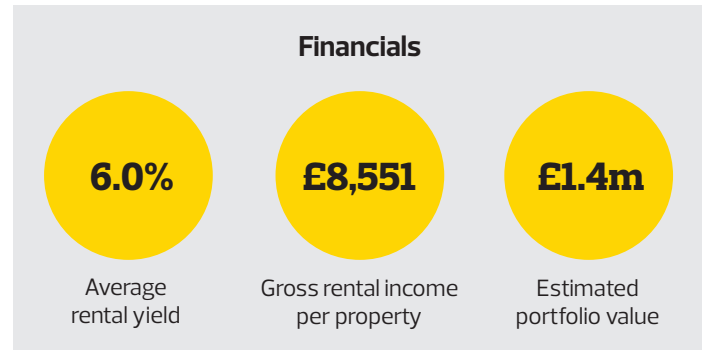 Financials
6.0%
£8,551
£1.4m
Average
rental yield
Gross rental income
per property
Estimated
portfolio value